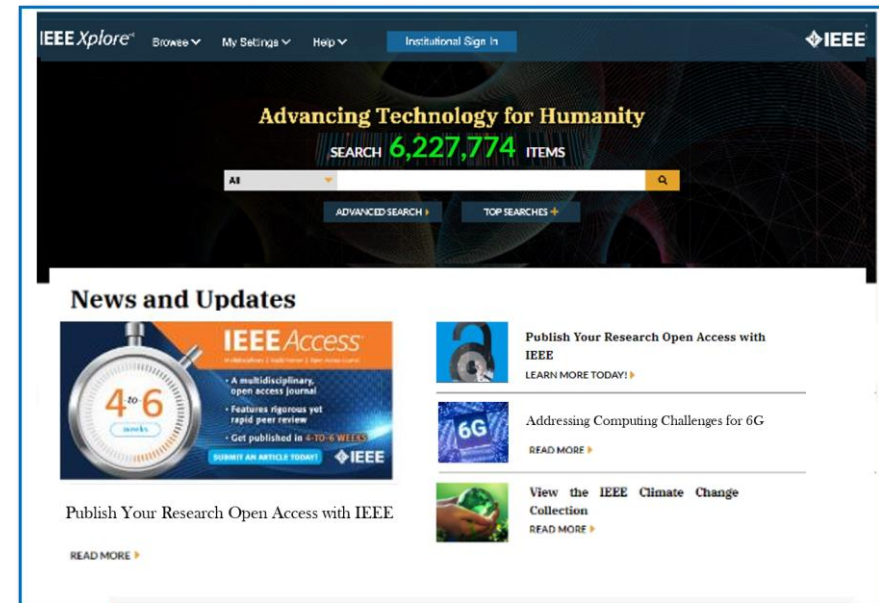 IEEE Xplore Browse My Settings Help Institutional Sign In IEEE
Advancing Technology for Humanity
SEARCH 6,227,774 ITEMS
All
ADVANCED SEARCH TOP SEARCHES +
News and Updates
IEEE Access
• A multidisciplinary,
open access journal
• Features rigorous yet
rapid peer review
• Get published in 4-TO-6 WEEKS
SUBMIT AN ARTICLE TODAY! IEEE
4-to-6
weeks
Publish Your Research Open Access with IEEE
READ MORE
Publish Your Research Open Access with
IEEE
LEARN MORE TODAY!
6G
Addressing Computing Challenges for 6G
READ MORE
View the IEEE Climate Change
Collection
READ MORE